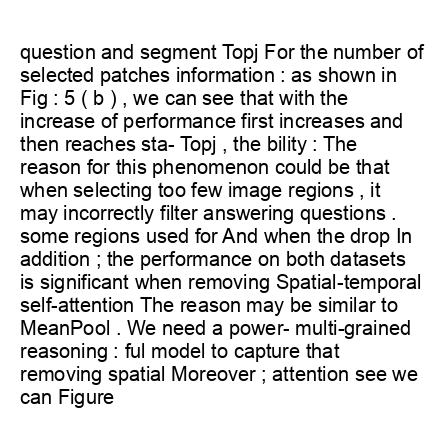 question and segment Topj For the number of
selected patches information : as shown in
Fig : 5 ( b ) , we can see that with the
increase of performance first increases and
then reaches sta- Topj , the bility : The
reason for this phenomenon could be that
when selecting too few image regions , it
may incorrectly filter answering questions .
some regions used for And when the drop In
addition ; the performance on both datasets
is significant when removing Spatial-temporal
self-attention The reason may be similar to
MeanPool . We need a power- multi-grained
reasoning : ful model to capture that
removing spatial Moreover ; attention see we
can Figure